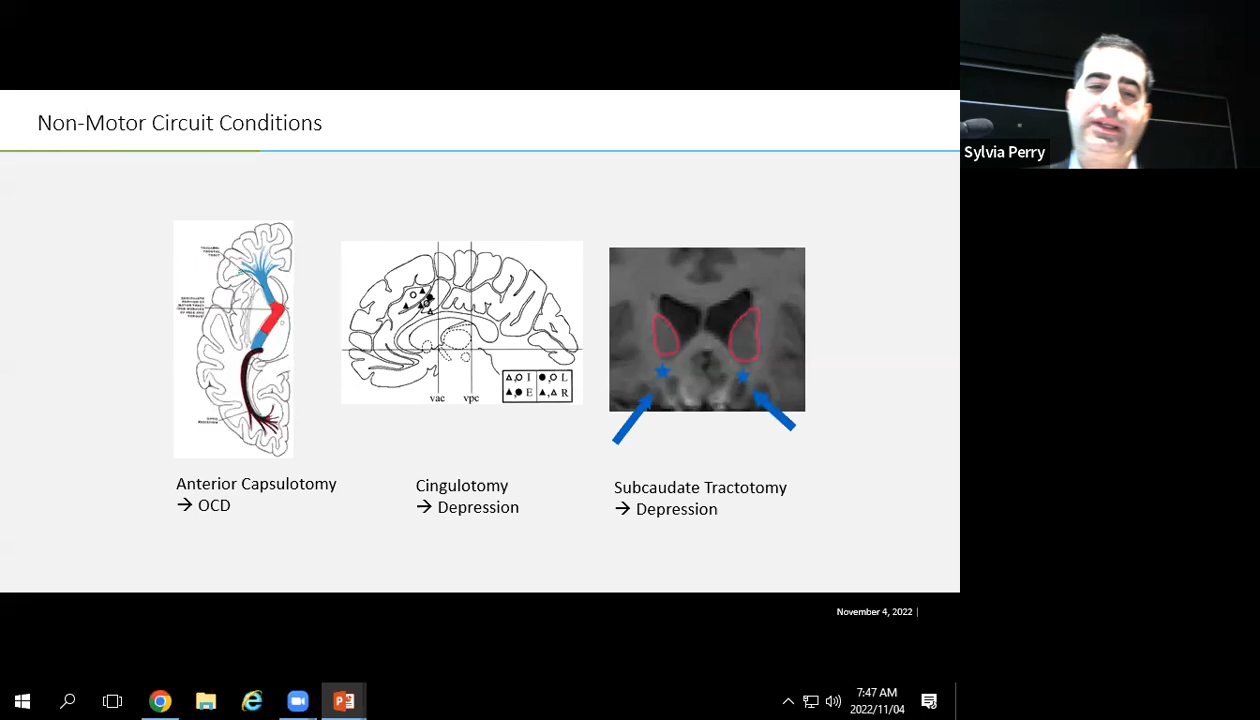 Non-Motor Circuit Conditions
Sylvia Perry
vac
vpc
I
L
E
R
Anterior Capsulotomy
→ OCD
Cingulotomy
→ Depression
Subcaudate Tractotomy
→ Depression
November 4, 2022 |
7:47 AM
2022/11/04